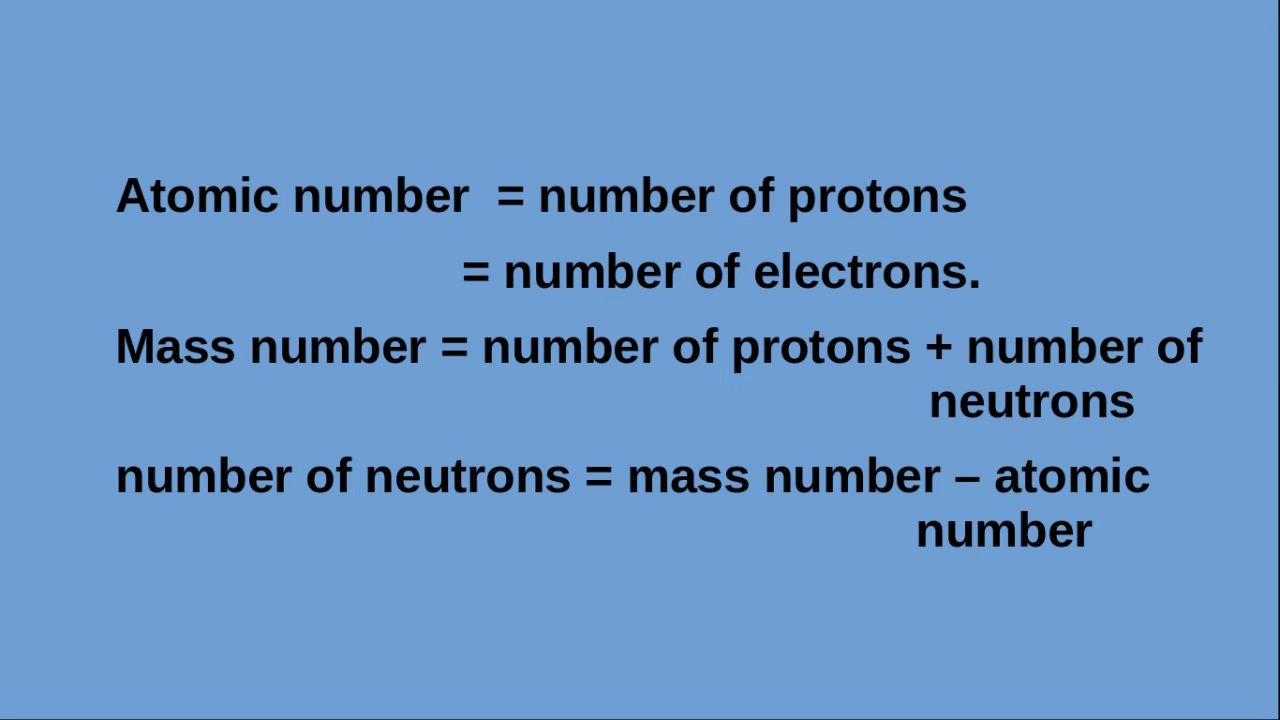 Atomic number = number of protons
= number of electrons.
Mass number = number of protons + number of
neutrons
number of neutrons = mass number – atomic
number